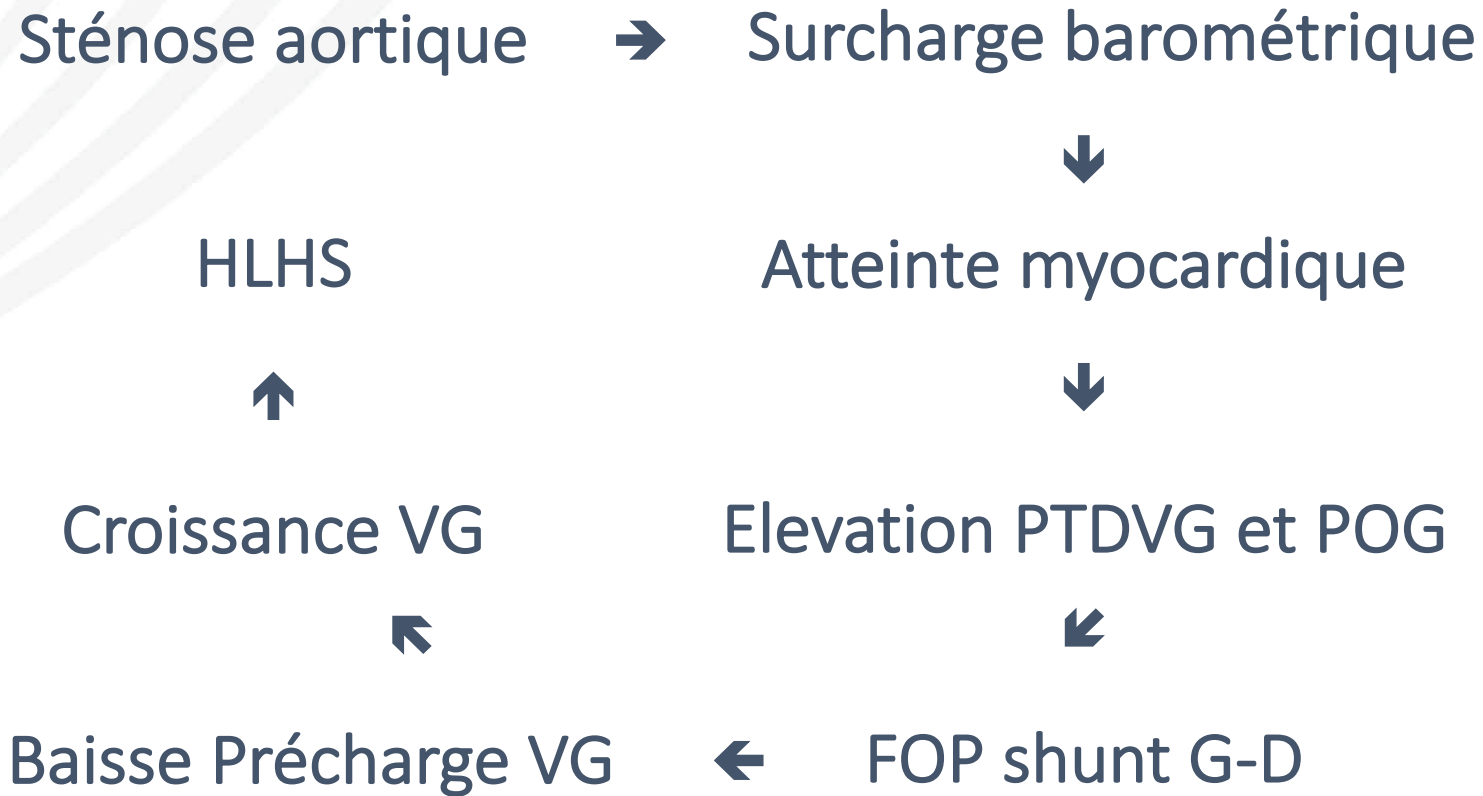 Sténose aortique → Surcharge barométrique
HLHS Atteinte myocardique
Croissance VG Elevation PTDVG et POG
Baisse Précharge VG ← FOP shunt G-D